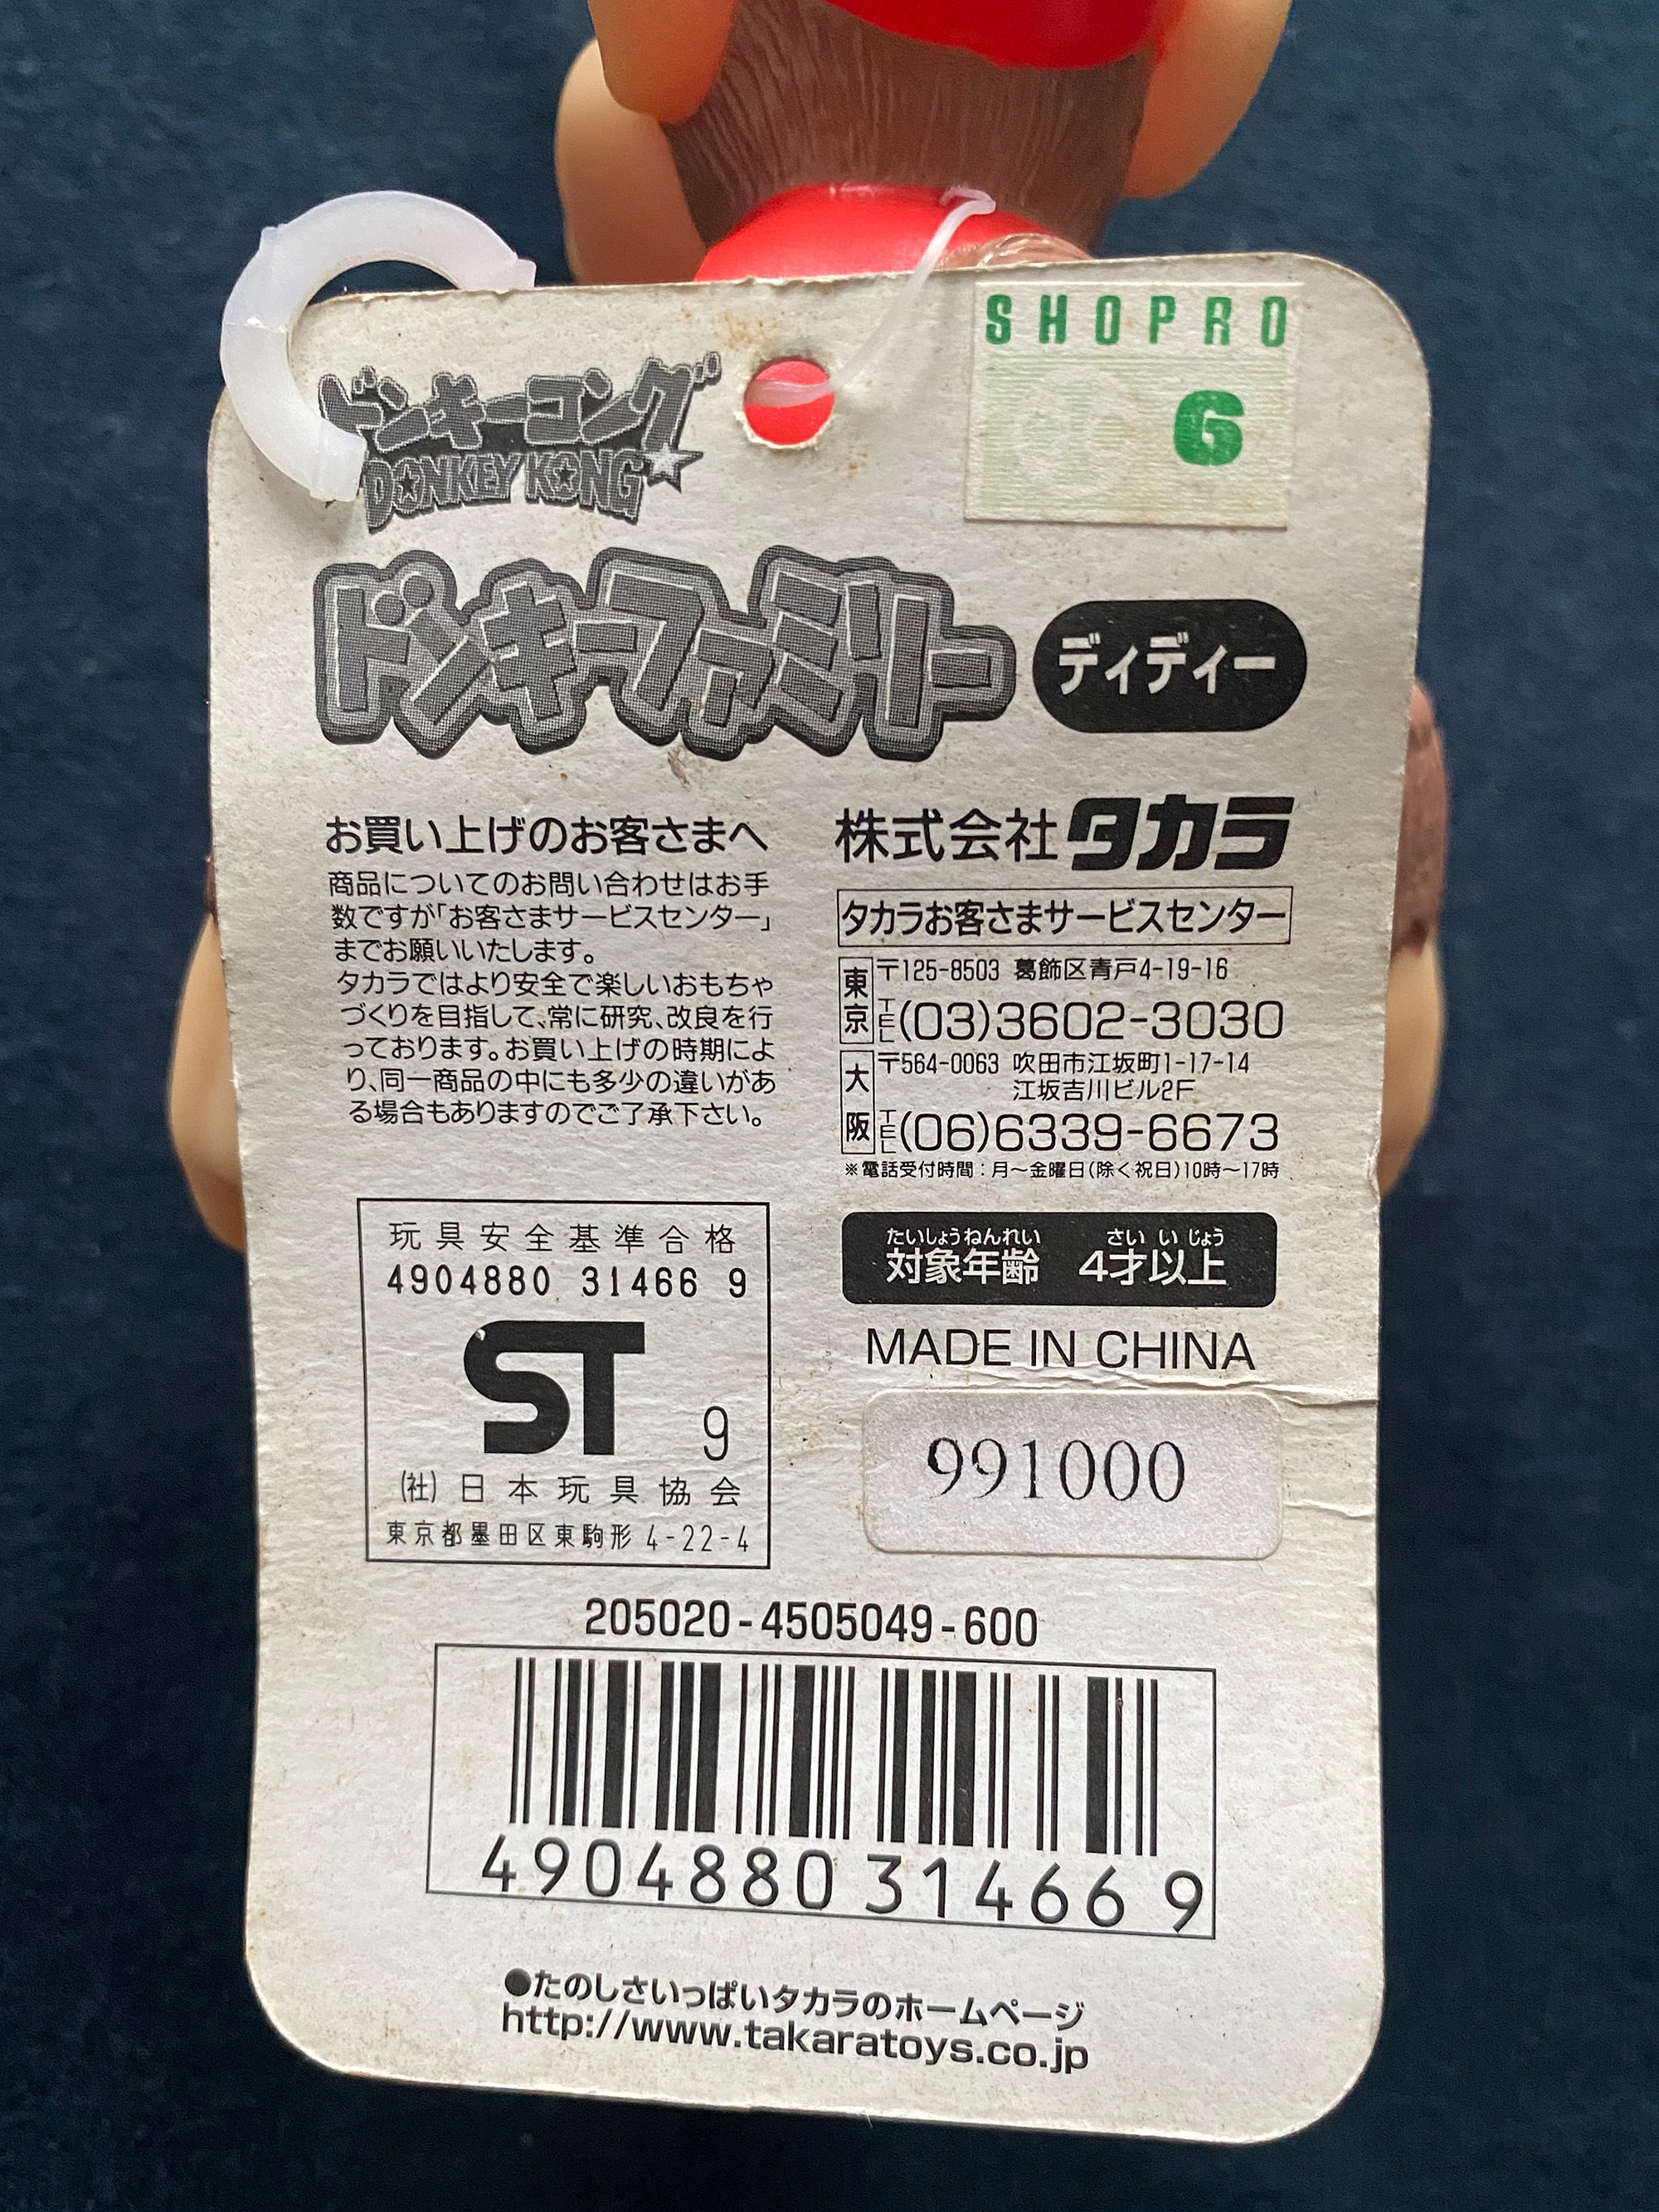 SHOPRO
G
ドンキーコング
DONKEY KONG
ドンキーファミリー
ディディー
お買い上げのお客さまへ
商品についてのお問い合わせはお手
数ですが「お客さまサービスセンター」
までお願いいたします。
タカラではより安全で楽しいおもちゃ
づくりを目指して、常に研究、改良を行
っております。お買い上げの時期によ
り、同一商品の中にも多少の違いがあ
る場合もありますのでご了承下さい。
株式会社タカラ
タカラお客さまサービスセンター
東京
〒125-8503 葛飾区青戸4-19-16
TEL(03)3602-3030
大阪
〒564-0063 吹田市江坂町1-17-14
江坂吉川ビル2F
TEL(06)6339-6673
※電話受付時間：月〜金曜日(除く祝日)10時〜17時
玩具安全基準合格
4904880 31466 9
ST 9
(社)日本玩具協会
東京都墨田区東駒形4-22-4
たいしょうねんれい さいいじょう
対象年齢 4才以上
MADE IN CHINA
991000
205020-4505049-600
4904880 31466 9
●たのしさいっぱいタカラのホームページ
http://www.takaratoys.co.jp